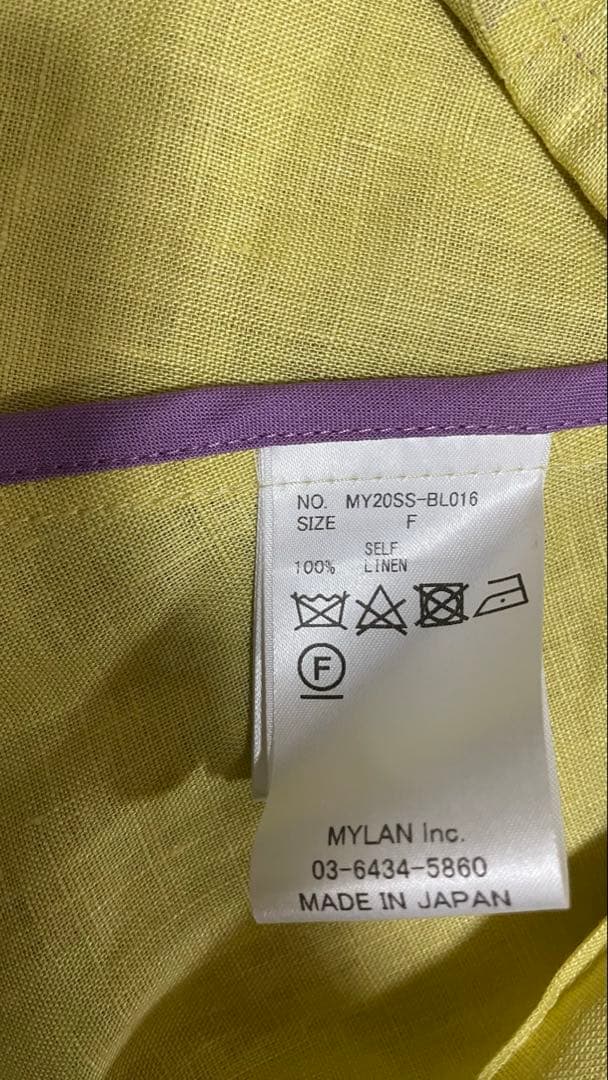 NO. MY20SS-BL016
SIZE F
SELF
100% LINEN
F
MYLAN Inc.
03-6434-5860
MADE IN JAPAN